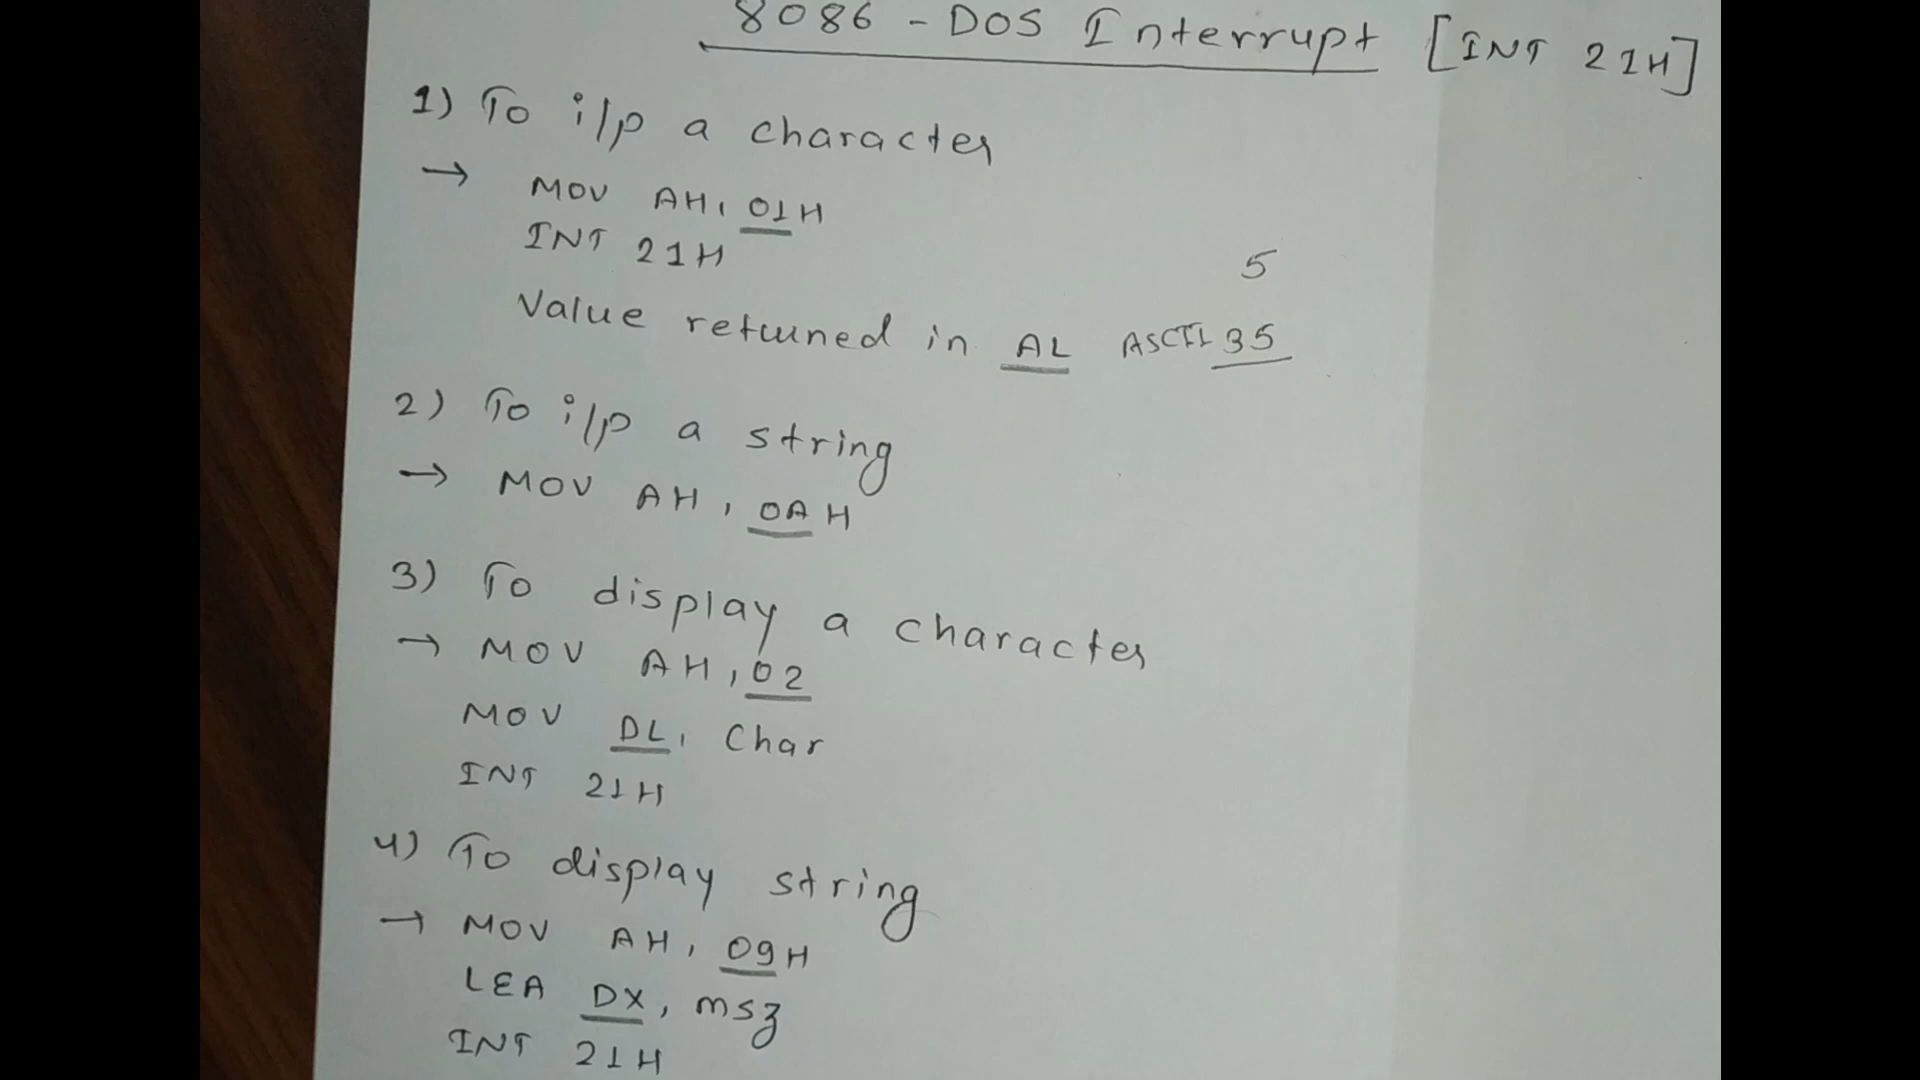 8086 - DOS Interrupt [INT 21H]
1) To i/p a character
→ MOV AH, 01H
INT 21H
5
Value returned in AL ASCII 35
2) To i/p a string
→ MOV AH, 0AH
3) To display a character
→ MOV AH, 02
MOV DL, Char
INT 21H
4) To display string
→ MOV AH, 09H
LEA DX, msg
INT 21H